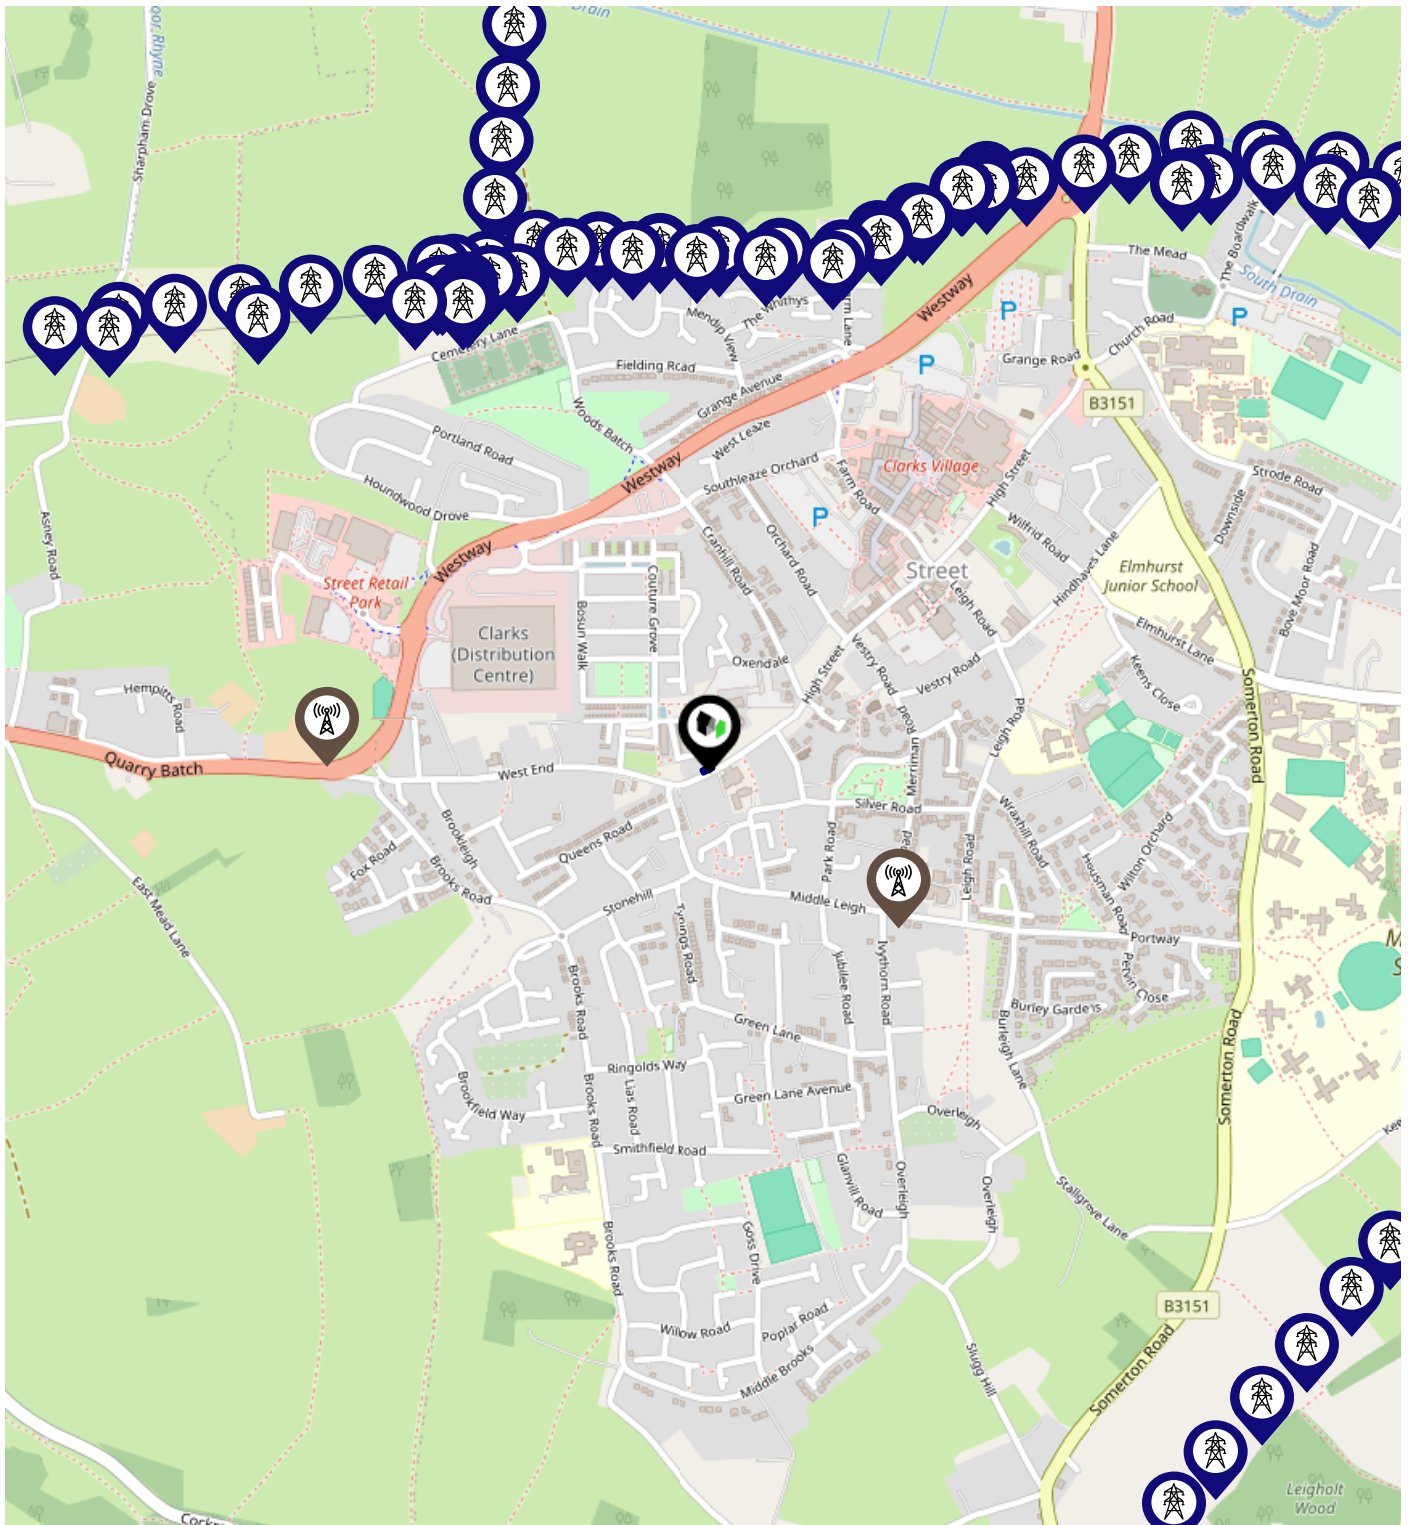 Drain
oor Rhyne
Sharpham Drove
The Mead
The Boardwalk
South Drain
Westway
P
P
P
Church Road
Grange Road
B3151
Mendip View
The Whithys
Cemetery Lane
Fielding Road
Grange Avenue
Woods Batch
West Leaze
Portland Road
Westway
Southleaze Orchard
Clarks Village
High Street
Farm Road
Strode Road
Houndwood Drove
P
Asney Road
Westway
Cranhill Road
Orchard Road
Wilfrid Road
Downside
Hindhaves Lane
Street
Elmhurst
Junior School
Bove Moor Road
Street Retail
Park
Couture Grove
Bosun Walk
Leigh Road
Clarks
(Distribution
Centre)
Elmhurst Lane
Oxendale
High Street
Vestry Road
Vestry Road
Keens Close
Somerton Road
Hempitts Road
Leigh Road
Merriman Road
Quarry Batch
West End
Silver Road
Wraxhill Road
Brookleigh
Queens Road
Park Road
Leigh Road
Wilton Orchard
Housman Road
Fox Road
Brooks Road
Stonehill
Middle Leigh
East Mead Lane
Tynings Road
Portway
Ivythorn Road
Jubilee Road
Pervin Close
Brooks Road
Burley Gardens
Green Lane
Burleigh Lane
Somerton Road
Ringolds Way
Lias Road
Green Lane Avenue
Brookfield Way
Brooks Road
Overleigh
Smithfield Road
Glanvill Road
Overleigh
Overleigh
Stallgrove Lane
Brooks Road
Goss Drive
B3151
Willow Road
Poplar Road
Middle Brooks
Slugg Hill
Somerton Road
Leigholt
Wood